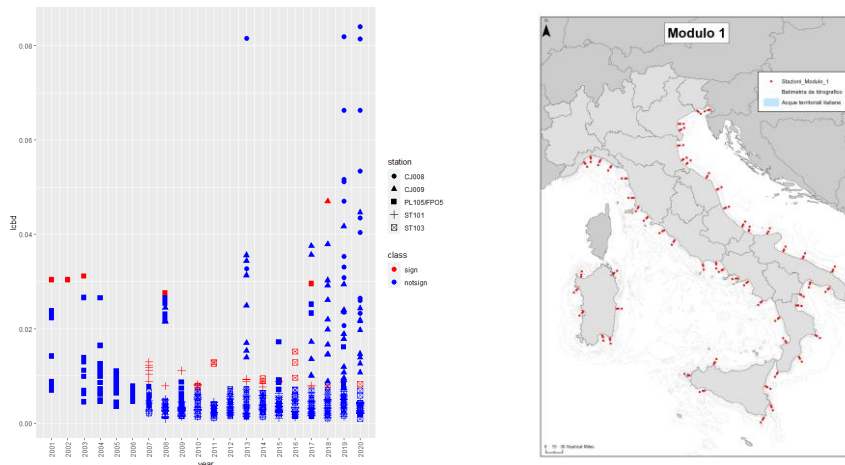 0.08
0.06
0.04
0.02
0.00
lcbd
2001
2002
2003
2004
2005
2006
2007
2008
2009
2010
2011
2012
2013
2014
2015
2016
2017
2018
2019
2020
year
station
CJ008
CJ009
PL105/FPO5
ST101
ST103
class
sign
notsign
Modulo 1
Stazioni_Modulo_1
Batimetria da Idrografico
Acque territoriali italiane
Nautical Miles